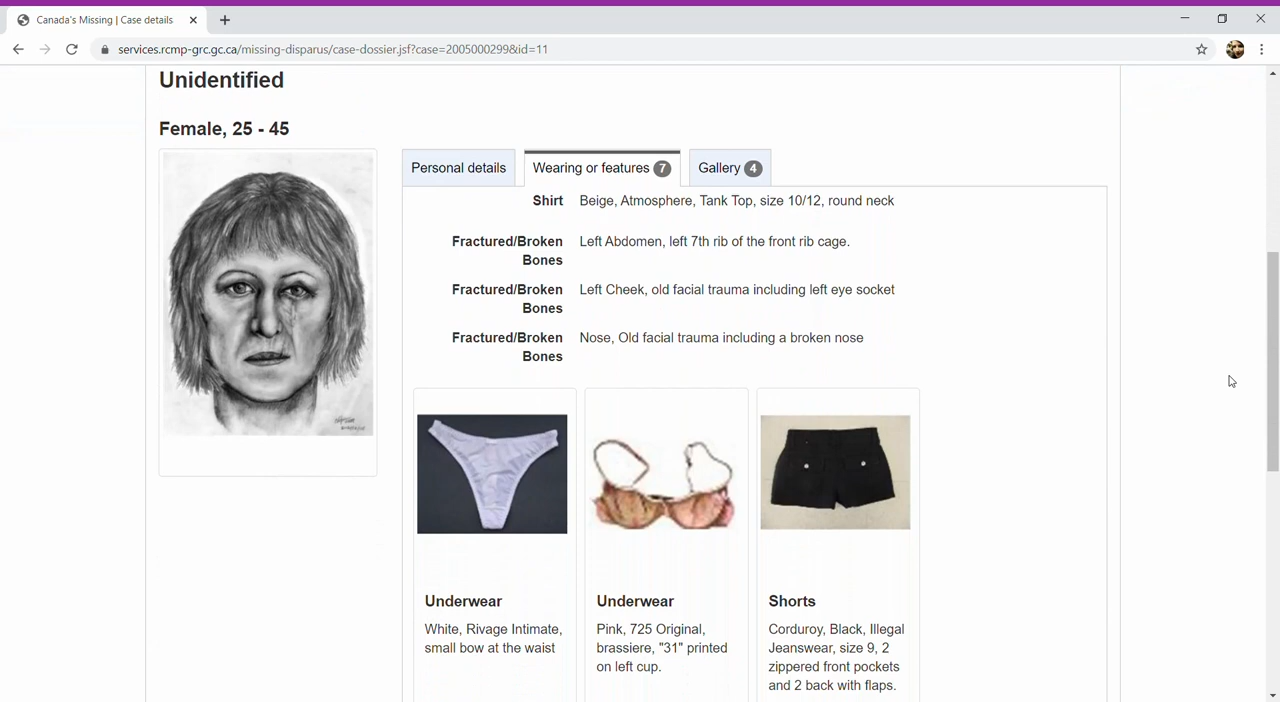 Canada's Missing | Case details
services.rcmp-grc.gc.ca/missing-disparus/case-dossier.jsf?case=2005000299&id=11
Unidentified
Female, 25 - 45
Personal details
Wearing or features 7
Gallery 4
Shirt Beige, Atmosphere, Tank Top, size 10/12, round neck
Fractured/Broken Left Abdomen, left 7th rib of the front rib cage.
Bones
Fractured/Broken Left Cheek, old facial trauma including left eye socket
Bones
Fractured/Broken Nose, Old facial trauma including a broken nose
Bones
Underwear
White, Rivage Intimate,
small bow at the waist
Underwear
Pink, 725 Original,
brassiere, "31" printed
on left cup.
Shorts
Corduroy, Black, Illegal
Jeanswear, size 9, 2
zippered front pockets
and 2 back with flaps.